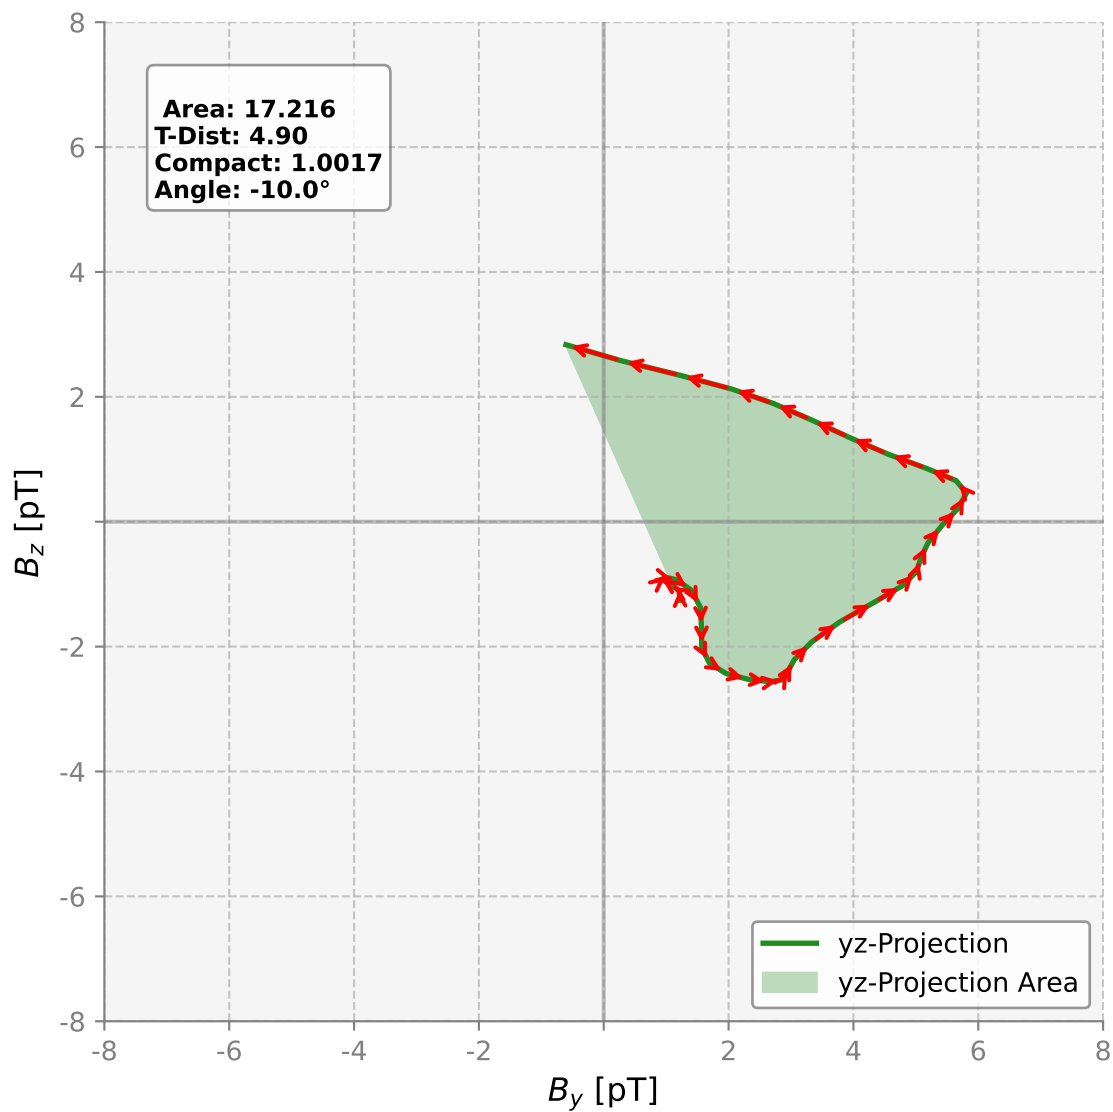 8
6
4
2
-2
-4
-6
-8
-8
-6
-4
-2
2
4
6
8
B_z [pT]
B_y [pT]
Area: 17.216
T-Dist: 4.90
Compact: 1.0017
Angle: -10.0°
yz-Projection
yz-Projection Area